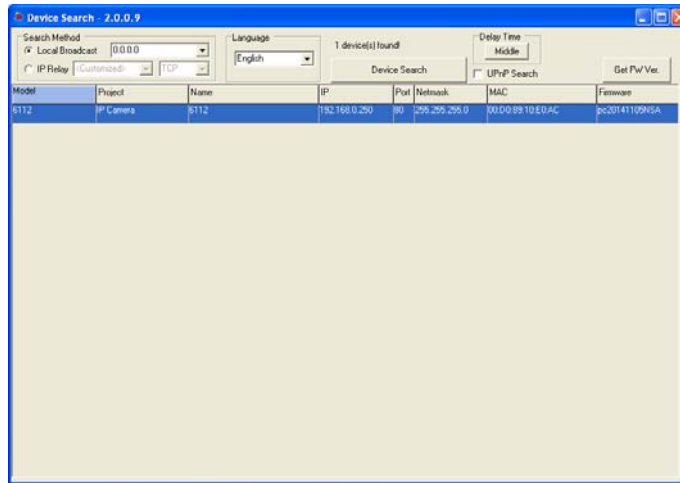 Device Search - 2.0.0.9
Search Method
Local Broadcast 0.0.0.0
IP Relay <Customized> TCP
Language
English
1 device(s) found!
Device Search
Delay Time
Middle
UPnP Search
Get FW Ver.
Model Project Name IP Port Netmask MAC Firmware
6112 IP Camera 6112 192.168.0.250 80 255.255.255.0 00:D0:89:10:E0:AC pc20141105NSA